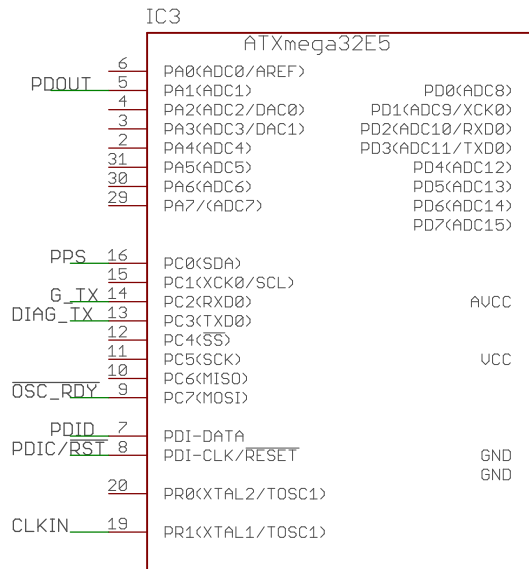 IC3
ATXmega32E5
6 PA0(ADC0/AREF)
PDOUT 5 PA1(ADC1) PD0(ADC8)
4 PA2(ADC2/DAC0) PD1(ADC9/XCK0)
3 PA3(ADC3/DAC1) PD2(ADC10/RXD0)
2 PA4(ADC4) PD3(ADC11/TXD0)
31 PA5(ADC5) PD4(ADC12)
30 PA6(ADC6) PD5(ADC13)
29 PA7/(ADC7) PD6(ADC14)
PD7(ADC15)
PPS 16 PC0(SDA)
15 PC1(XCK0/SCL)
G_TX 14 PC2(RXD0) AVCC
DIAG_TX 13 PC3(TXD0)
12 PC4(SS)
11 PC5(SCK) VCC
10 PC6(MISO)
OSC_RDY 9 PC7(MOSI)
PDID 7 PDI-DATA
PDIC/RST 8 PDI-CLK/RESET GND
GND
20 PR0(XTAL2/TOSC1)
CLKIN 19 PR1(XTAL1/TOSC1)